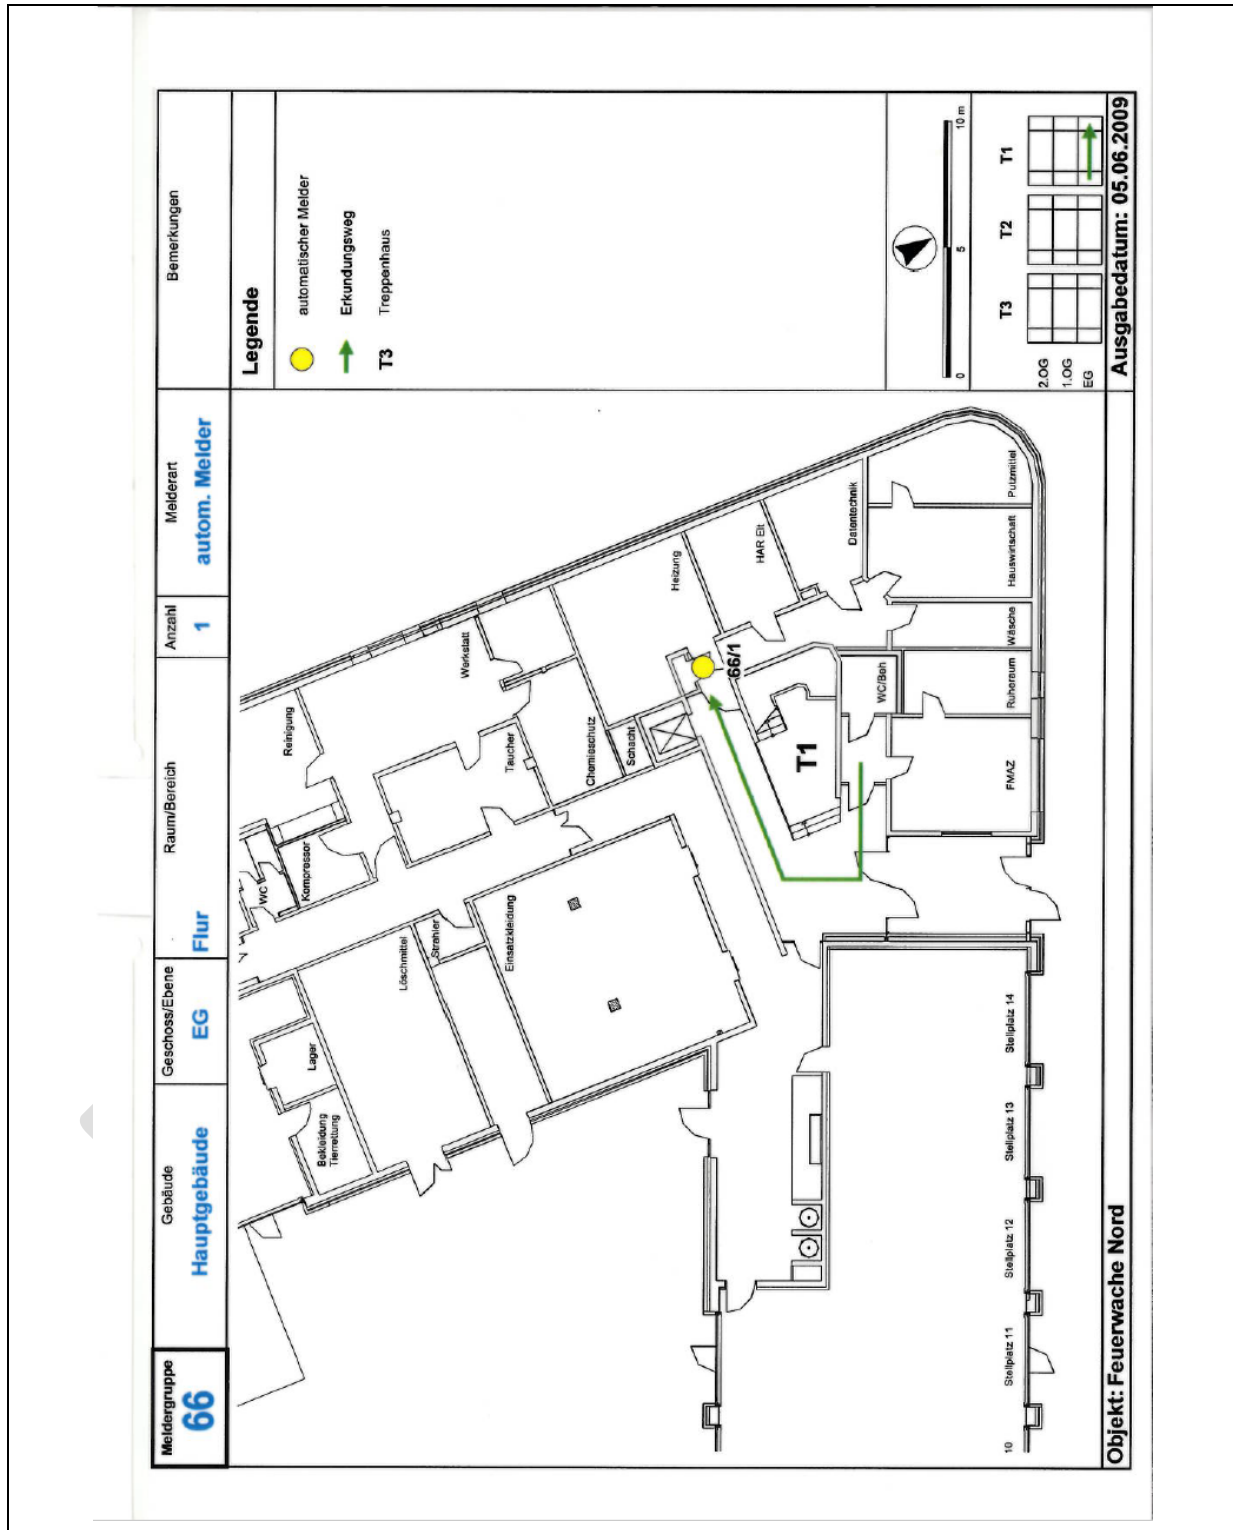 Meldergruppe
66
Gebäude
Hauptgebäude
Geschoss/Ebene
EG
Raum/Bereich
Flur
Anzahl
1
Melderart
autom. Melder
Bemerkungen
Legende
automatischer Melder
Erkundungsweg
T3 Treppenhaus
0 5 10 m
T3 T2 T1
2.OG
1.OG
EG
Bekleidung
Tierrettung
Lager
WC
Kompressor
Reinigung
Löschmittel
Strahler
Einsatzkleidung
Werkstatt
Taucher
Chemieschutz
Schacht
Heizung
66/1
HAR Elt
Datentechnik
T1
WC/Beh
FMAZ
Ruheraum
Wäsche
Hauswirtschaft
Putzmittel
10
Stellplatz 11
Stellplatz 12
Stellplatz 13
Stellplatz 14
Objekt: Feuerwache Nord
Ausgabedatum: 05.06.2009